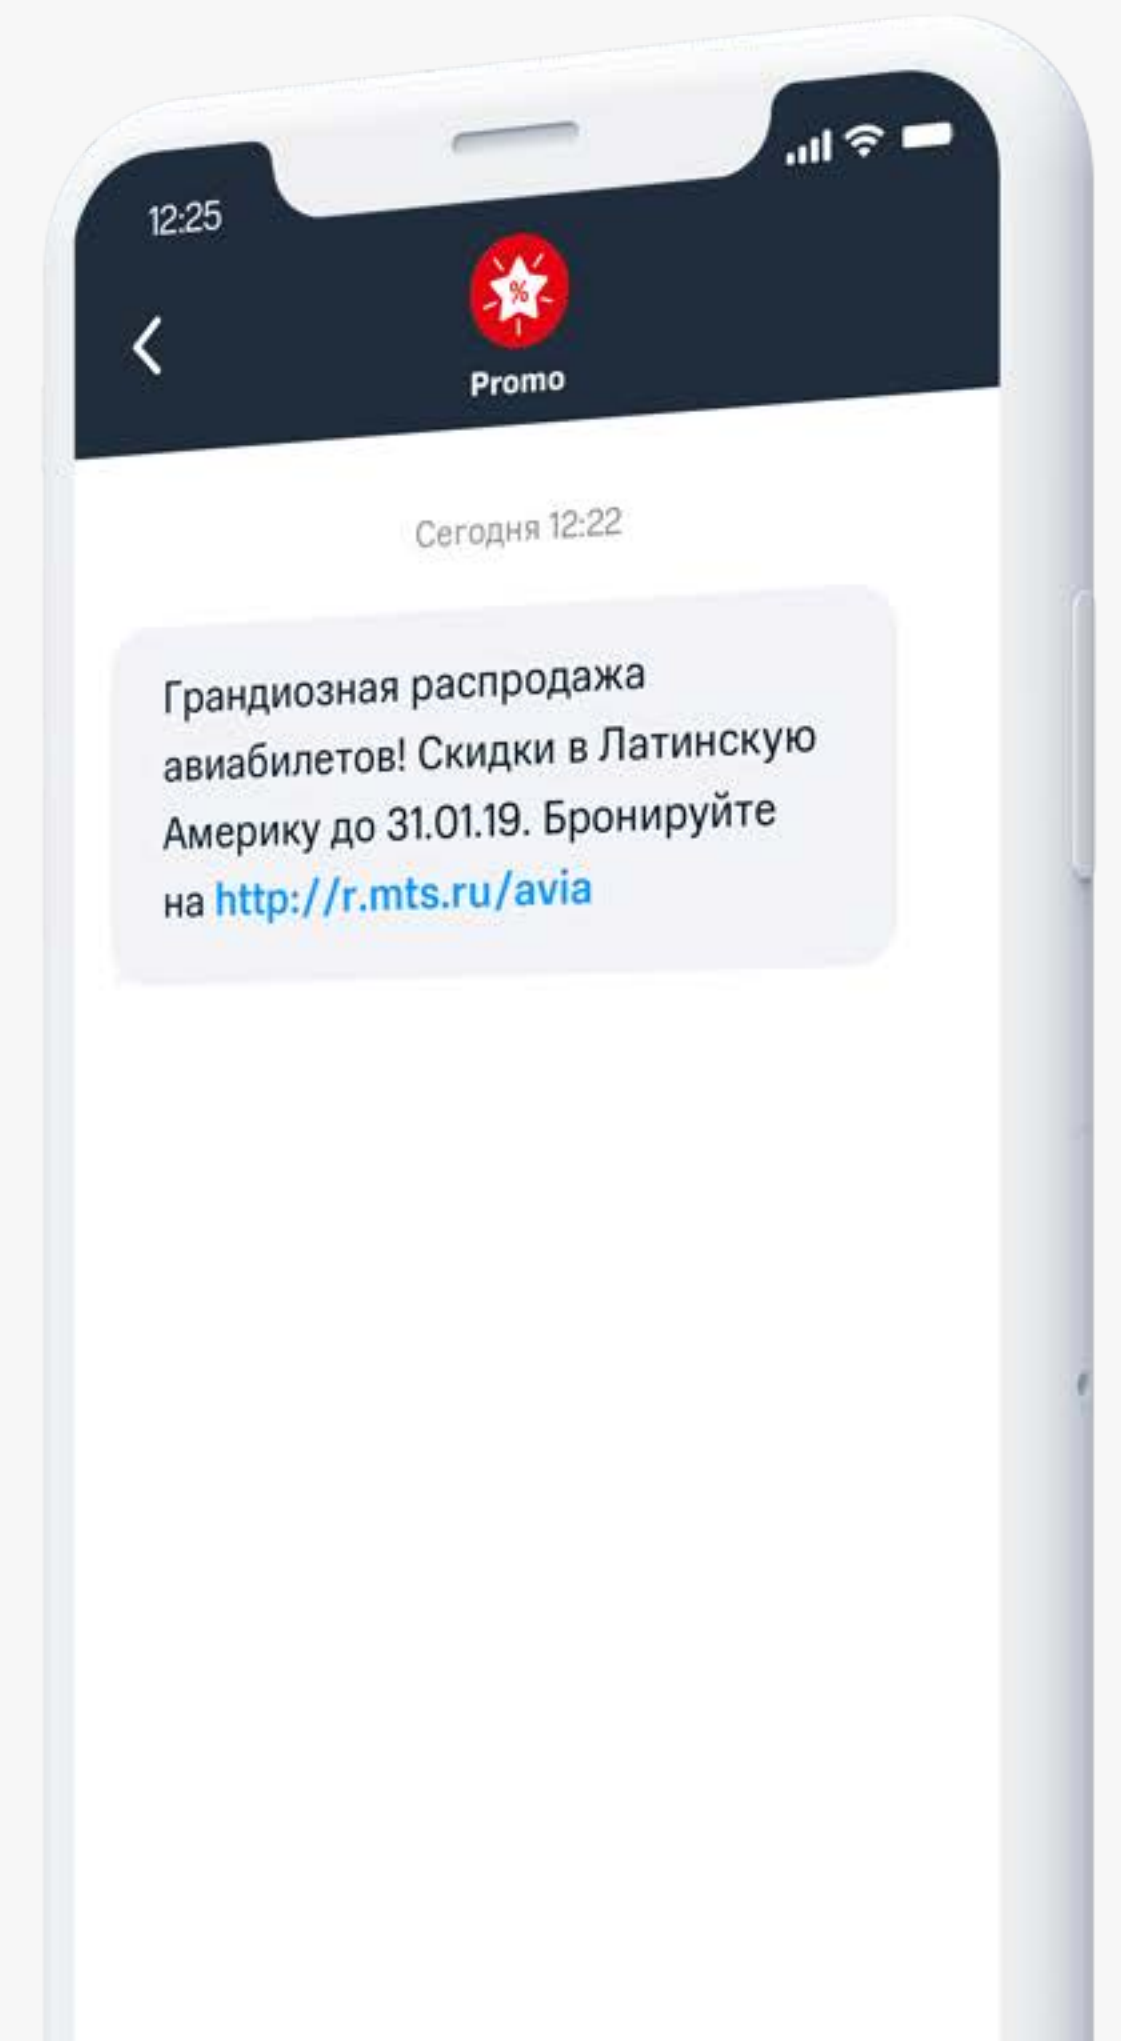 12:25
%
Promo
Сегодня 12:22
Грандиозная распродажа
авиабилетов! Скидки в Латинскую
Америку до 31.01.19. Бронируйте
на http://r.mts.ru/avia